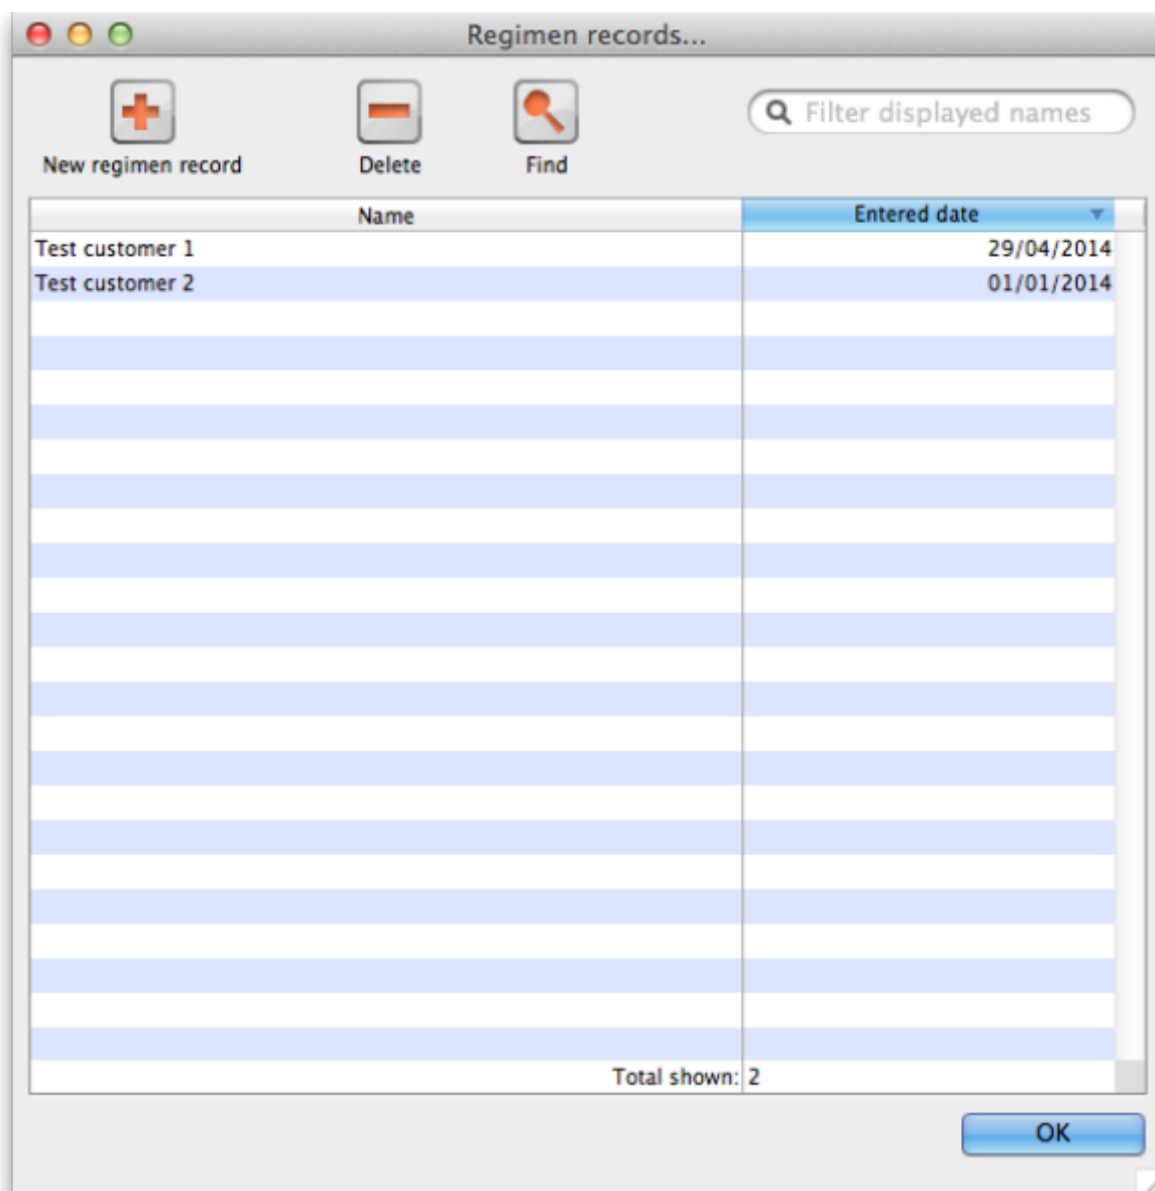 Regimen records...
New regimen record Delete Find Filter displayed names
Name Entered date
Test customer 1 29/04/2014
Test customer 2 01/01/2014
Total shown: 2
OK